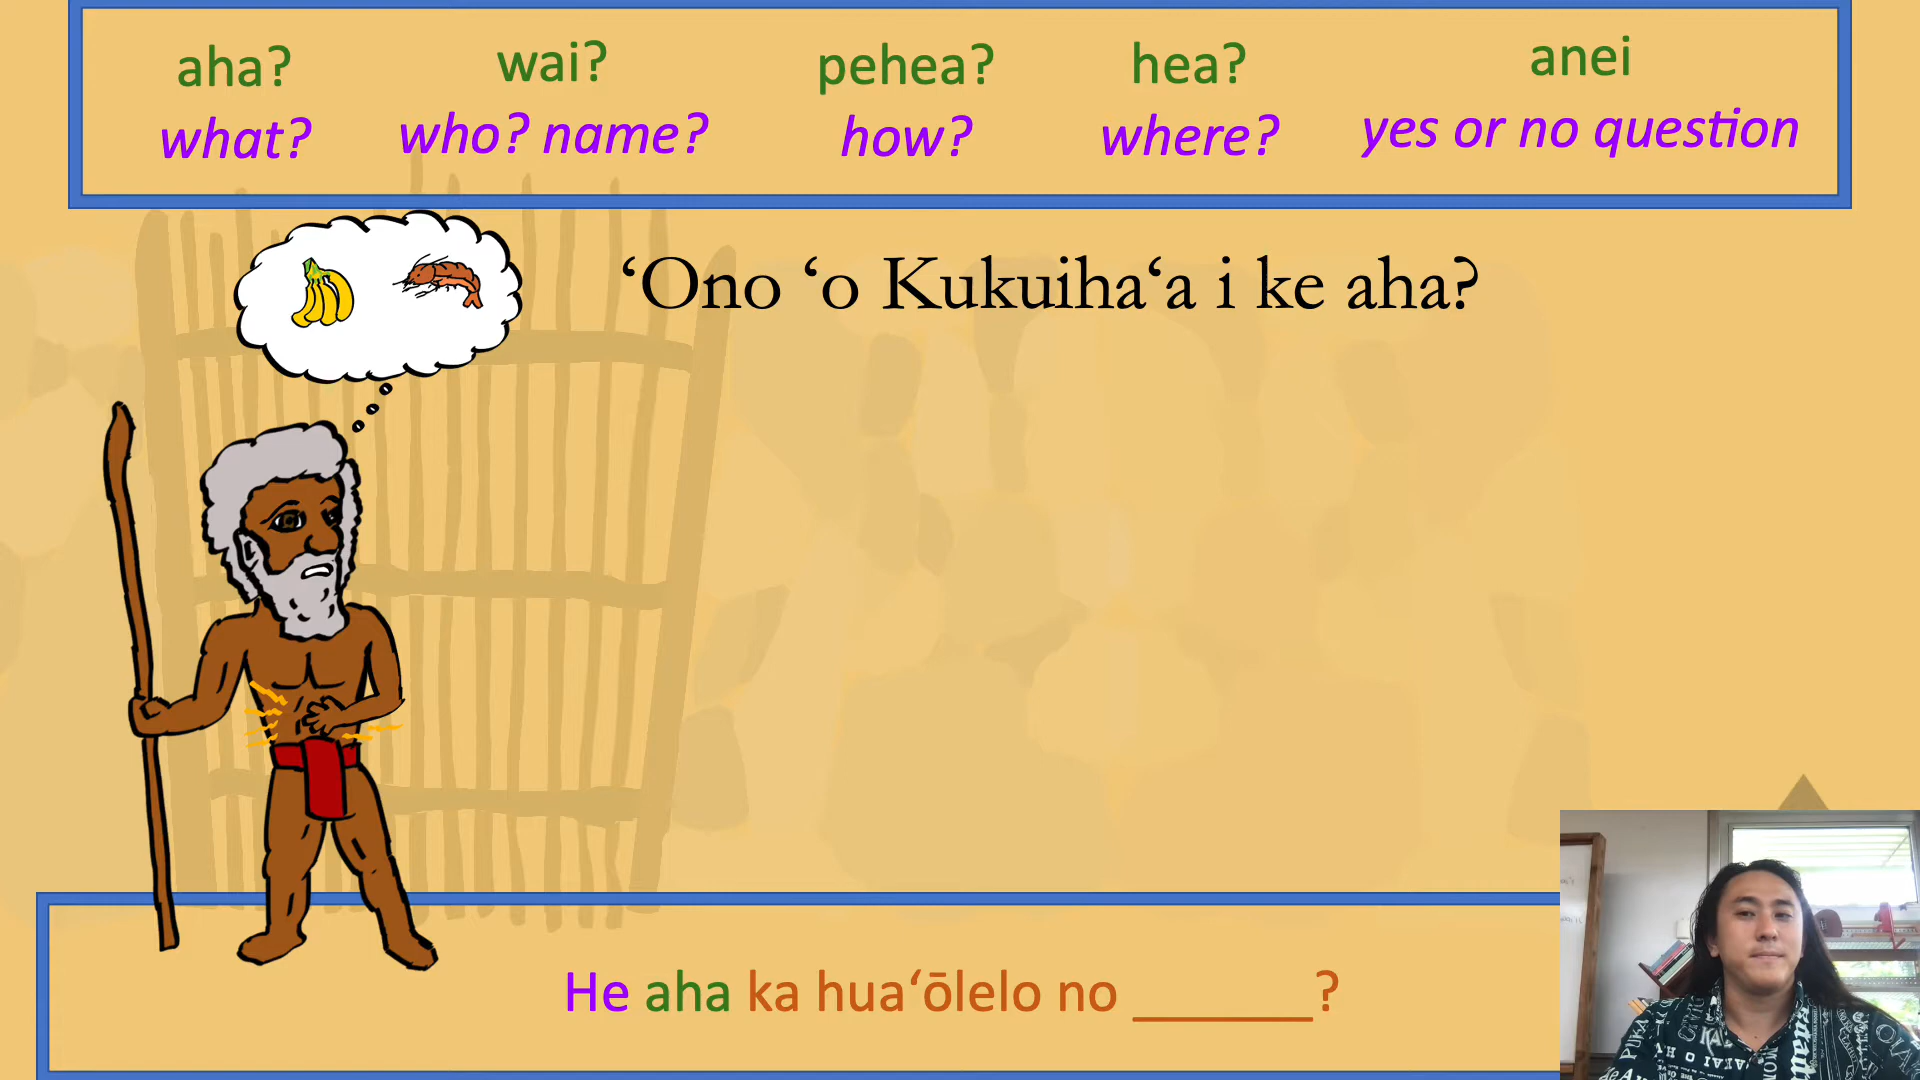 aha? wai? pehea? hea? anei
what? who? name? how? where? yes or no question
ʻOno ʻo Kukuihaʻa i ke aha?
He aha ka huaʻōlelo no ______?